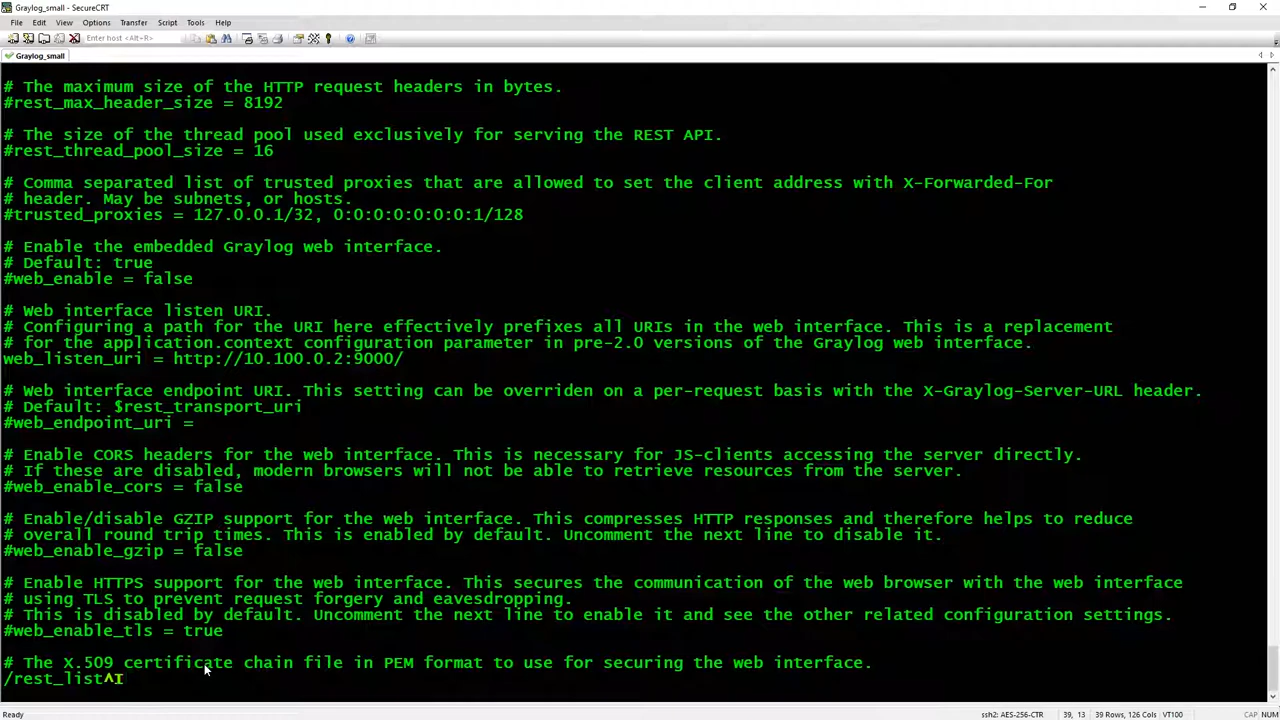 Graylog_small - SecureCRT
File Edit View Options Transfer Script Tools Help
Enter host <Alt+R>
Graylog_small
# The maximum size of the HTTP request headers in bytes.
#rest_max_header_size = 8192
# The size of the thread pool used exclusively for serving the REST API.
#rest_thread_pool_size = 16
# Comma separated list of trusted proxies that are allowed to set the client address with X-Forwarded-For
# header. May be subnets, or hosts.
#trusted_proxies = 127.0.0.1/32, 0:0:0:0:0:0:0:1/128
# Enable the embedded Graylog web interface.
# Default: true
#web_enable = false
# Web interface listen URI.
# Configuring a path for the URI here effectively prefixes all URIs in the web interface. This is a replacement
# for the application.context configuration parameter in pre-2.0 versions of the Graylog web interface.
web_listen_uri = http://10.100.0.2:9000/
# Web interface endpoint URI. This setting can be overriden on a per-request basis with the X-Graylog-Server-URL header.
# Default: $rest_transport_uri
#web_endpoint_uri =
# Enable CORS headers for the web interface. This is necessary for JS-clients accessing the server directly.
# If these are disabled, modern browsers will not be able to retrieve resources from the server.
#web_enable_cors = false
# Enable/disable GZIP support for the web interface. This compresses HTTP responses and therefore helps to reduce
# overall round trip times. This is enabled by default. Uncomment the next line to disable it.
#web_enable_gzip = false
# Enable HTTPS support for the web interface. This secures the communication of the web browser with the web interface
# using TLS to prevent request forgery and eavesdropping.
# This is disabled by default. Uncomment the next line to enable it and see the other related configuration settings.
#web_enable_tls = true
# The X.509 certificate chain file in PEM format to use for securing the web interface.
/rest_list^I
Ready ssh2: AES-256-CTR 39, 13 39 Rows, 126 Cols VT100 CAP NUM